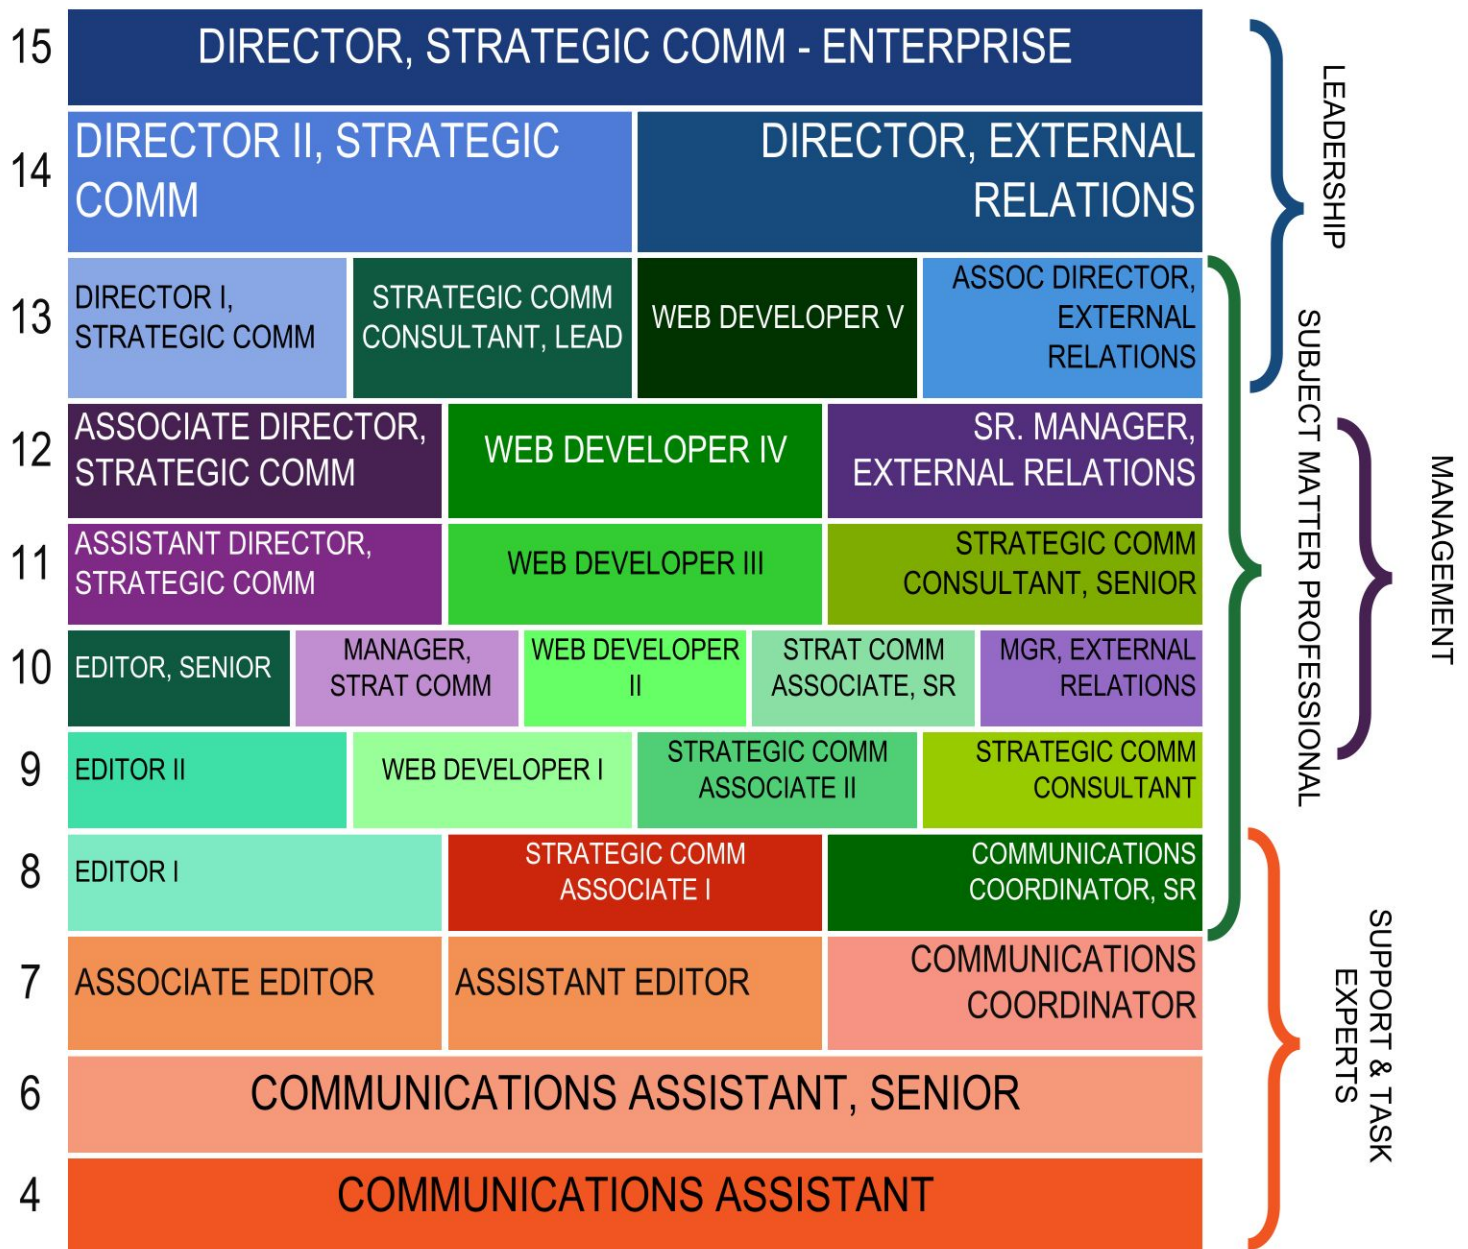 15
DIRECTOR, STRATEGIC COMM - ENTERPRISE
14
DIRECTOR II, STRATEGIC
COMM
DIRECTOR, EXTERNAL
RELATIONS
13
DIRECTOR I,
STRATEGIC COMM
STRATEGIC COMM
CONSULTANT, LEAD
WEB DEVELOPER V
ASSOC DIRECTOR,
EXTERNAL
RELATIONS
12
ASSOCIATE DIRECTOR,
STRATEGIC COMM
WEB DEVELOPER IV
SR. MANAGER,
EXTERNAL RELATIONS
11
ASSISTANT DIRECTOR,
STRATEGIC COMM
WEB DEVELOPER III
STRATEGIC COMM
CONSULTANT, SENIOR
10
EDITOR, SENIOR
MANAGER,
STRAT COMM
WEB DEVELOPER
II
STRAT COMM
ASSOCIATE, SR
MGR, EXTERNAL
RELATIONS
9
EDITOR II
WEB DEVELOPER I
STRATEGIC COMM
ASSOCIATE II
STRATEGIC COMM
CONSULTANT
8
EDITOR I
STRATEGIC COMM
ASSOCIATE I
COMMUNICATIONS
COORDINATOR, SR
7
ASSOCIATE EDITOR
ASSISTANT EDITOR
COMMUNICATIONS
COORDINATOR
6
COMMUNICATIONS ASSISTANT, SENIOR
4
COMMUNICATIONS ASSISTANT
LEADERSHIP
SUBJECT MATTER PROFESSIONAL
MANAGEMENT
SUPPORT & TASK
EXPERTS